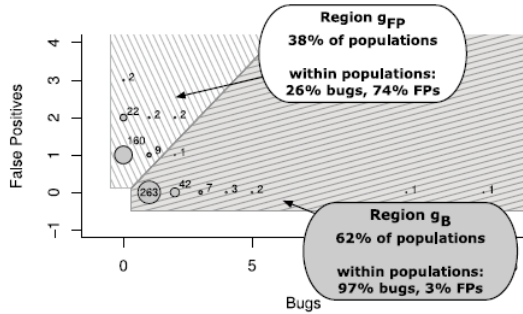 Region gFP
38% of populations
within populations:
26% bugs, 74% FPs
False Positives
4
3
2
1
0
−1
2
22
2
2
160
9
1
263
42
7
3
2
1
1
Region gB
62% of populations
within populations:
97% bugs, 3% FPs
0
5
Bugs